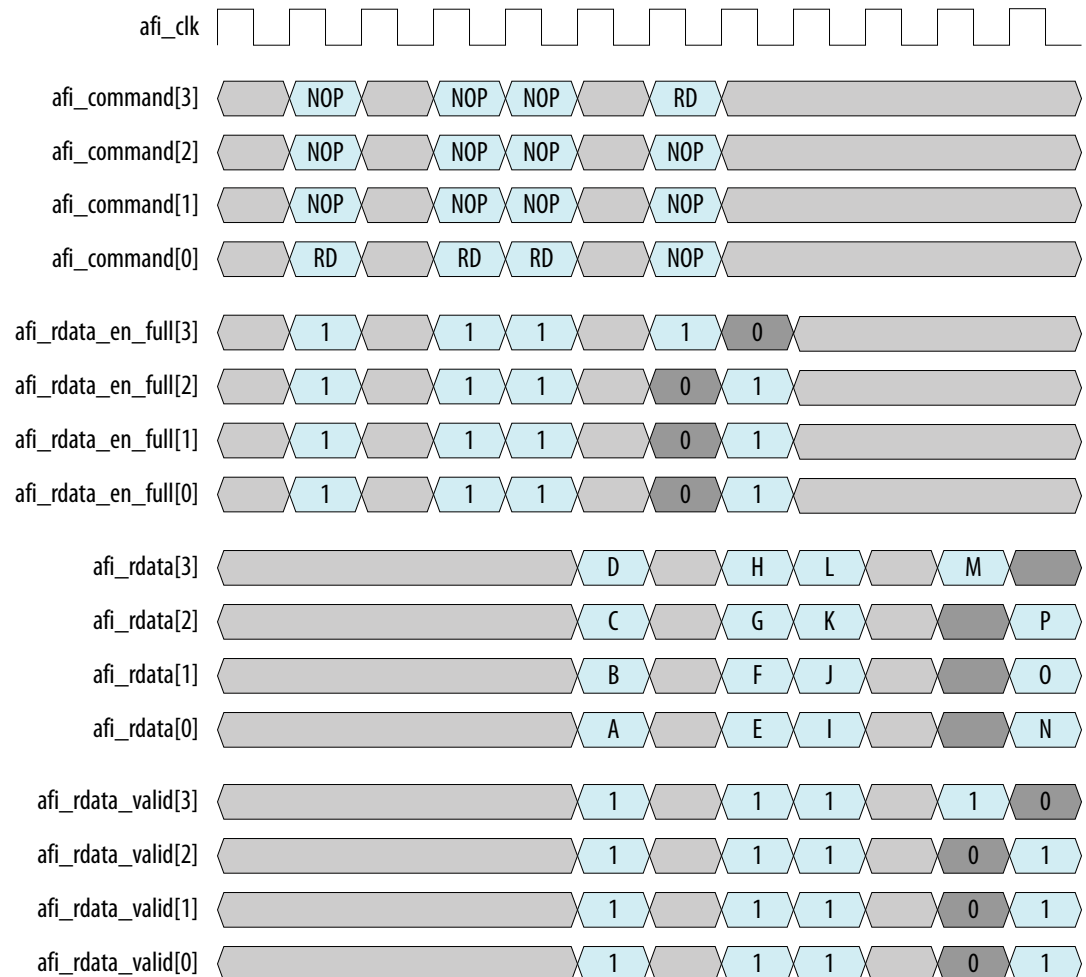 afi_clk
afi_command[3] NOP NOP NOP RD
afi_command[2] NOP NOP NOP NOP
afi_command[1] NOP NOP NOP NOP
afi_command[0] RD RD RD NOP
afi_rdata_en_full[3] 1 1 1 1 0
afi_rdata_en_full[2] 1 1 1 0 1
afi_rdata_en_full[1] 1 1 1 0 1
afi_rdata_en_full[0] 1 1 1 0 1
afi_rdata[3] D H L M
afi_rdata[2] C G K P
afi_rdata[1] B F J O
afi_rdata[0] A E I N
afi_rdata_valid[3] 1 1 1 1 0
afi_rdata_valid[2] 1 1 1 0 1
afi_rdata_valid[1] 1 1 1 0 1
afi_rdata_valid[0] 1 1 1 0 1